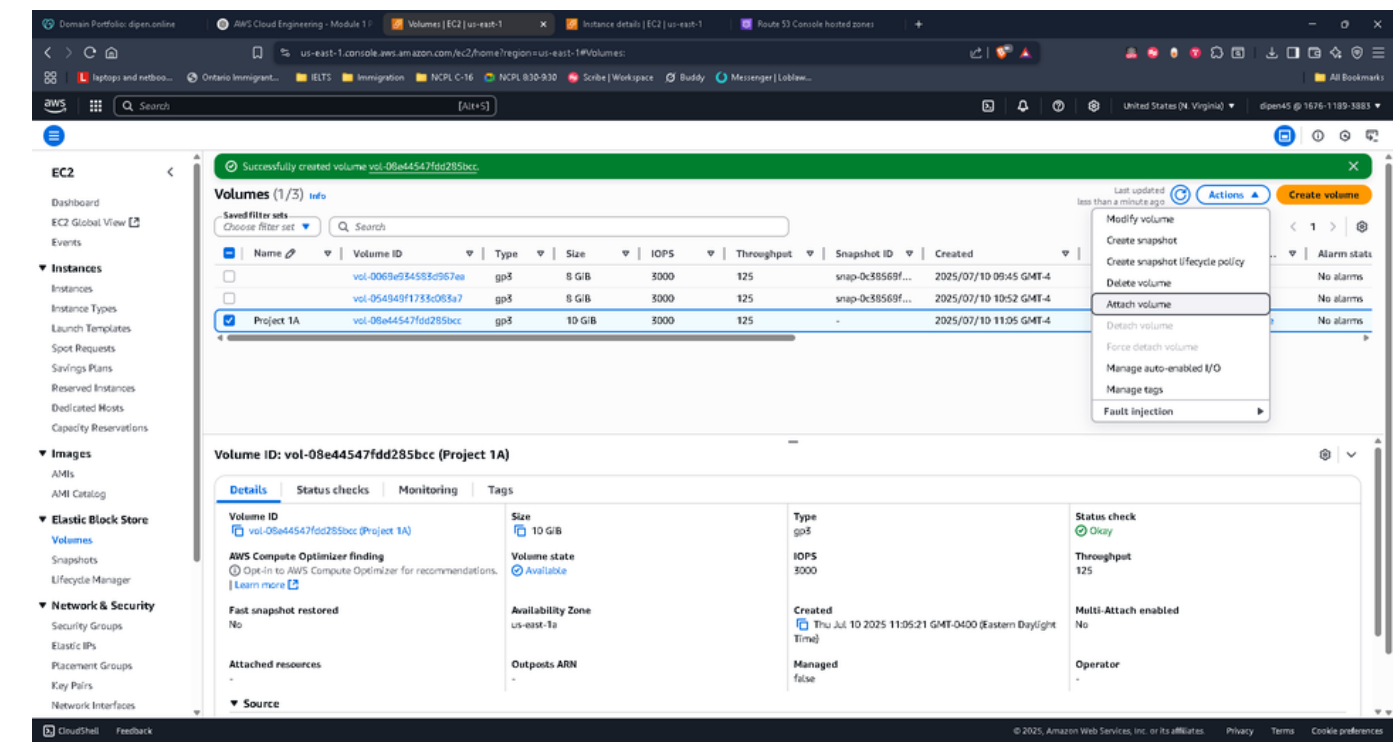 Domain Portfolio: dipen.online
AWS Cloud Engineering - Module 1 P
Volumes | EC2 | us-east-1
Instance details | EC2 | us-east-1
Route 53 Console hosted zones
us-east-1.console.aws.amazon.com/ec2/home?region=us-east-1#Volumes:
laptops and netboo... Ontario Immigrant... IELTS Immigration NCPL C-16 NCPL 830-930 Scribe | Workspace Buddy Messenger | Loblaw... All Bookmarks
aws Search [Alt+S] United States (N. Virginia) dipen45 @ 1676-1189-3883
EC2
Dashboard
EC2 Global View
Events
Instances
Instances
Instance Types
Launch Templates
Spot Requests
Savings Plans
Reserved Instances
Dedicated Hosts
Capacity Reservations
Images
AMIs
AMI Catalog
Elastic Block Store
Volumes
Snapshots
Lifecycle Manager
Network & Security
Security Groups
Elastic IPs
Placement Groups
Key Pairs
Network Interfaces
Successfully created volume vol-08e44547fdd285bcc.
Volumes (1/3) Info
Last updated
less than a minute ago
Actions
Create volume
Saved filter sets
Choose filter set
Search
1
Name Volume ID Type Size IOPS Throughput Snapshot ID Created ... Alarm statu
vol-0069e934583d967ea gp3 8 GiB 3000 125 snap-0c38569f... 2025/07/10 09:45 GMT-4 No alarms
vol-054949f1733c083a7 gp3 8 GiB 3000 125 snap-0c38569f... 2025/07/10 10:52 GMT-4 No alarms
Project 1A vol-08e44547fdd285bcc gp3 10 GiB 3000 125 - 2025/07/10 11:05 GMT-4 No alarms
Modify volume
Create snapshot
Create snapshot lifecycle policy
Delete volume
Attach volume
Detach volume
Force detach volume
Manage auto-enabled I/O
Manage tags
Fault injection
Volume ID: vol-08e44547fdd285bcc (Project 1A)
Details Status checks Monitoring Tags
Volume ID Size Type Status check
vol-08e44547fdd285bcc (Project 1A) 10 GiB gp3 Okay
AWS Compute Optimizer finding Volume state IOPS Throughput
Opt-in to AWS Compute Optimizer for recommendations. Available 3000 125
| Learn more
Fast snapshot restored Availability Zone Created Multi-Attach enabled
No us-east-1a Thu Jul 10 2025 11:05:21 GMT-0400 (Eastern Daylight No
Time)
Attached resources Outposts ARN Managed Operator
- - false -
Source
CloudShell Feedback © 2025, Amazon Web Services, Inc. or its affiliates. Privacy Terms Cookie preferences